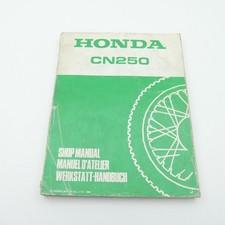 HONDA
CN250
SHOP MANUAL
MANUEL D'ATELIER
WERKSTATT-HANDBUCH